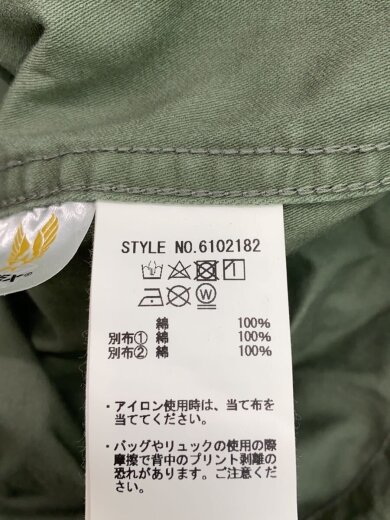 STYLE NO.6102182
綿 100%
別布① 綿 100%
別布② 綿 100%
・アイロン使用時は、当て布を
当ててください。
・バッグやリュックの使用の際
摩擦で背中のプリント剥離の
恐れがあります。ご注意くだ
さい。